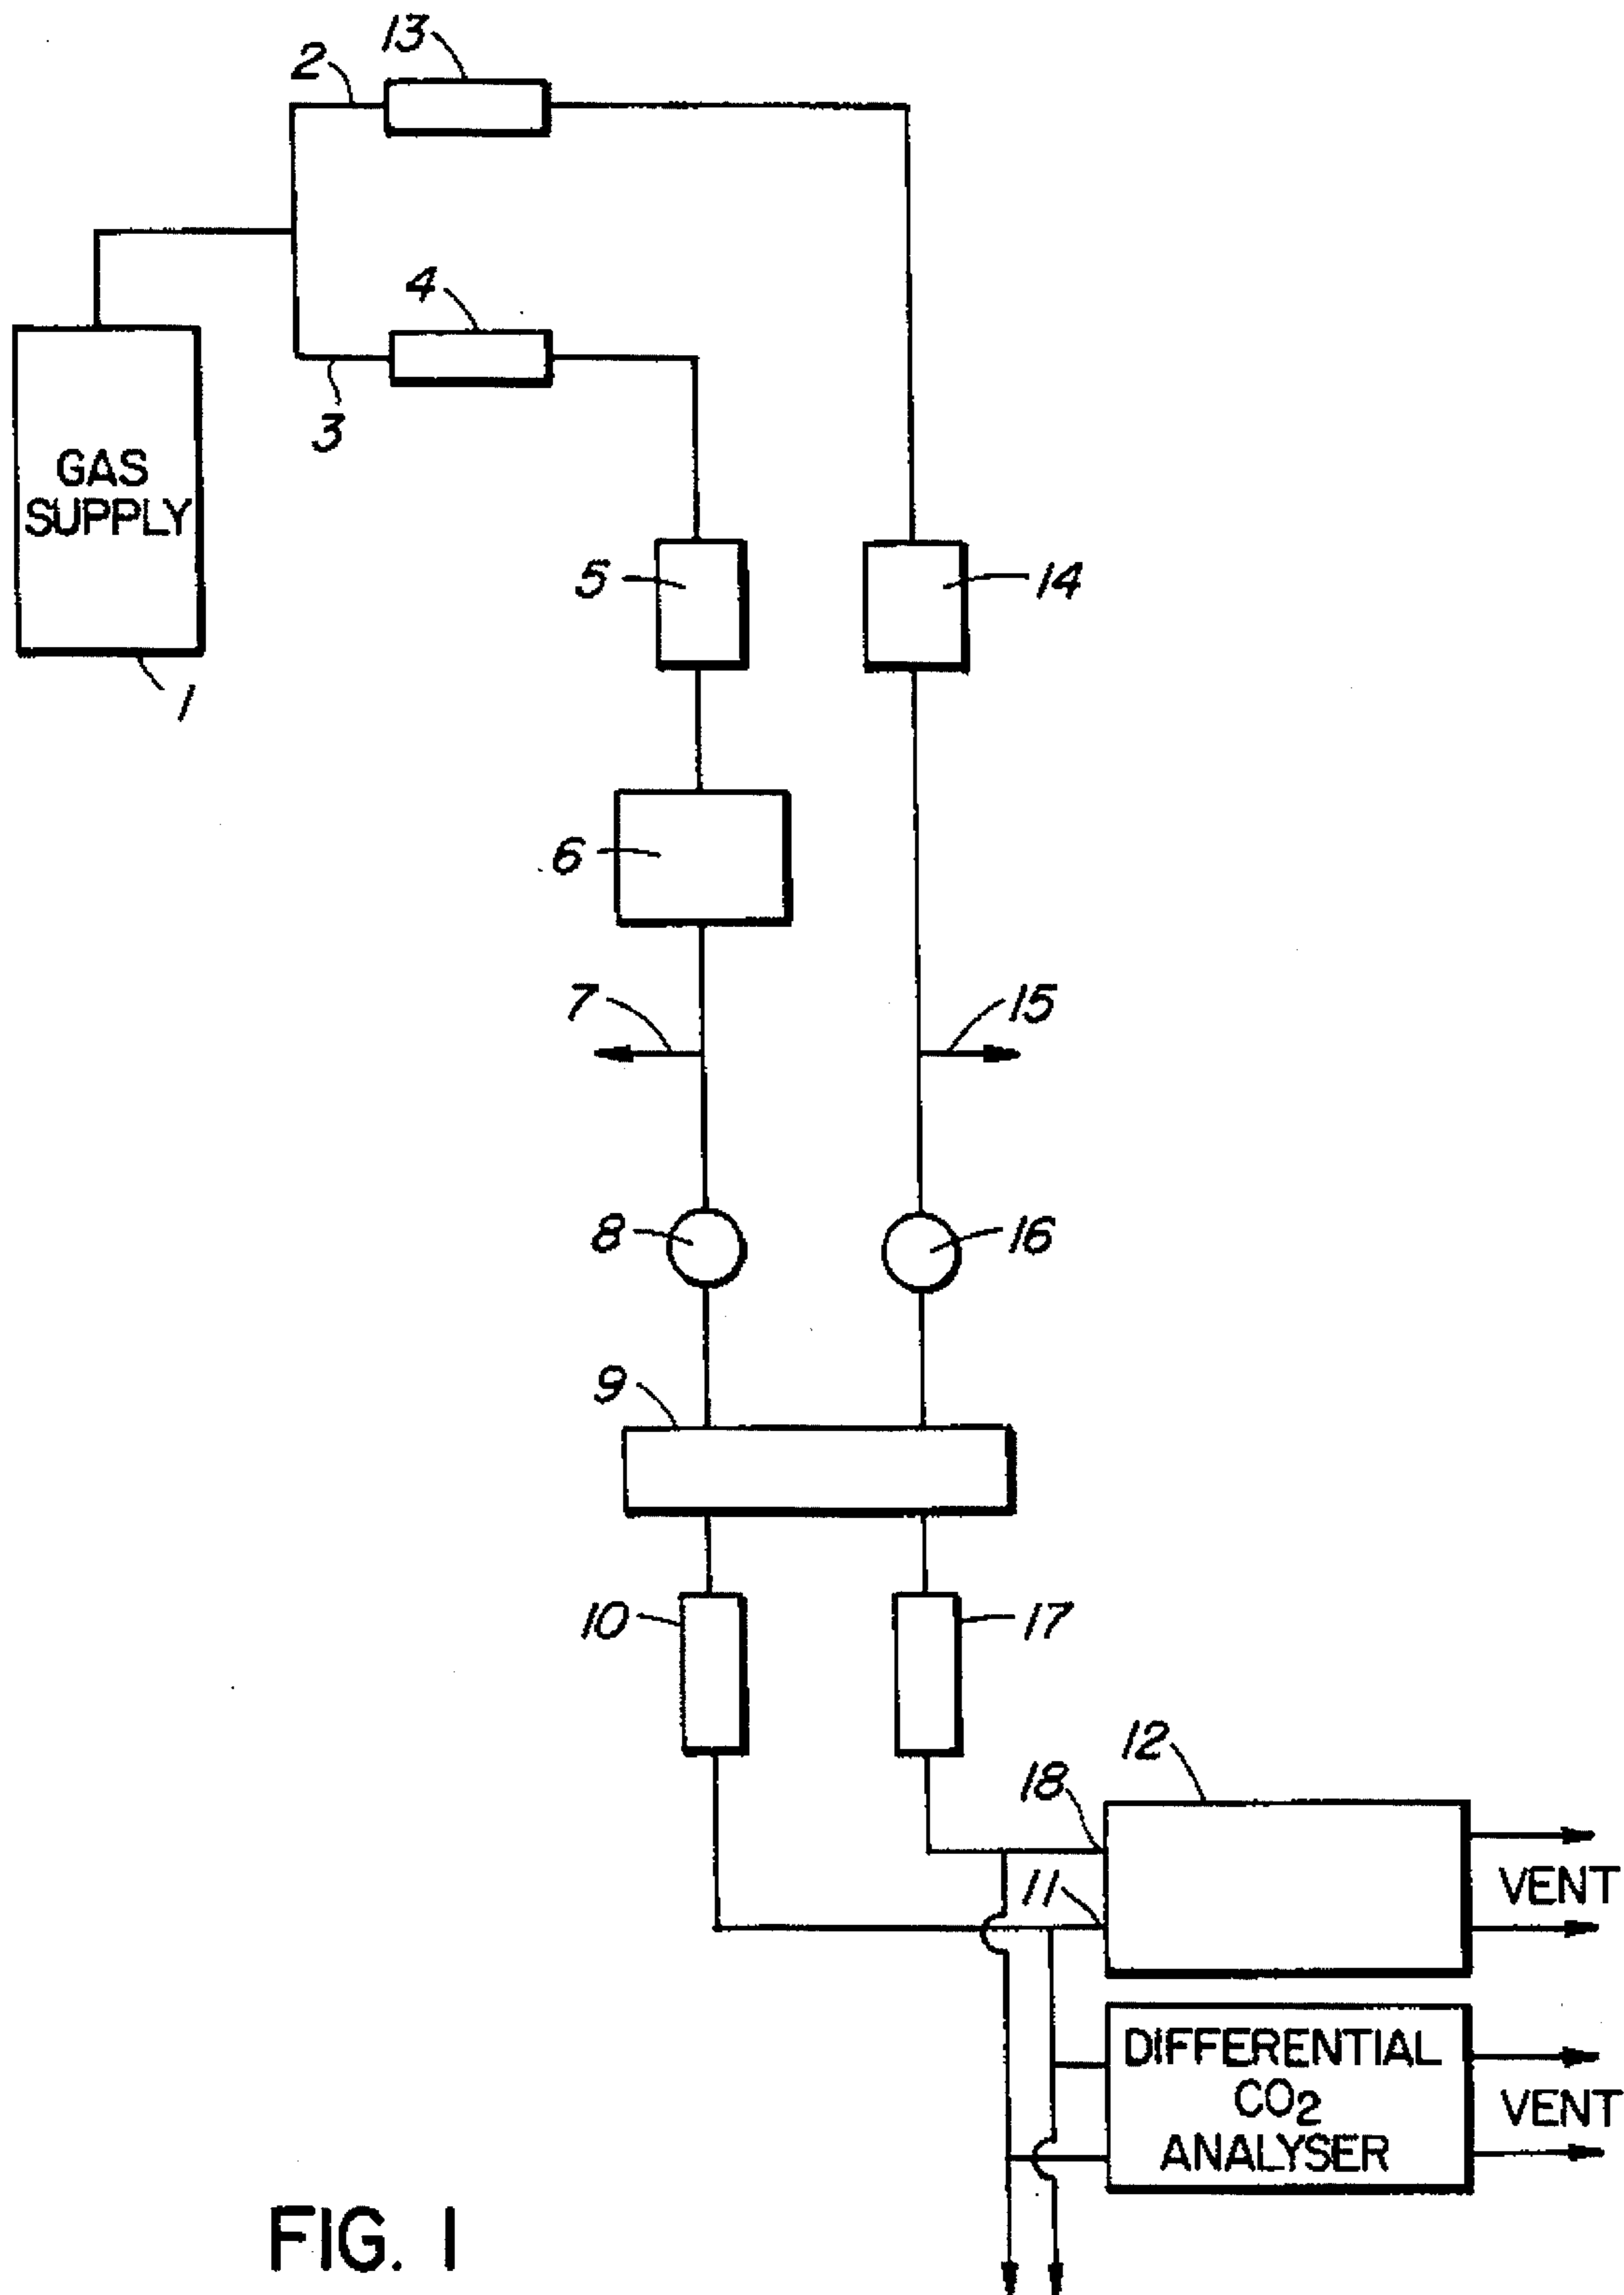 13
2
4
3
GAS
SUPPLY
1
5
14
6
7
15
8
16
9
10
17
12
18
11
VENT
DIFFERENTIAL
CO₂
ANALYSER
VENT
FIG. 1